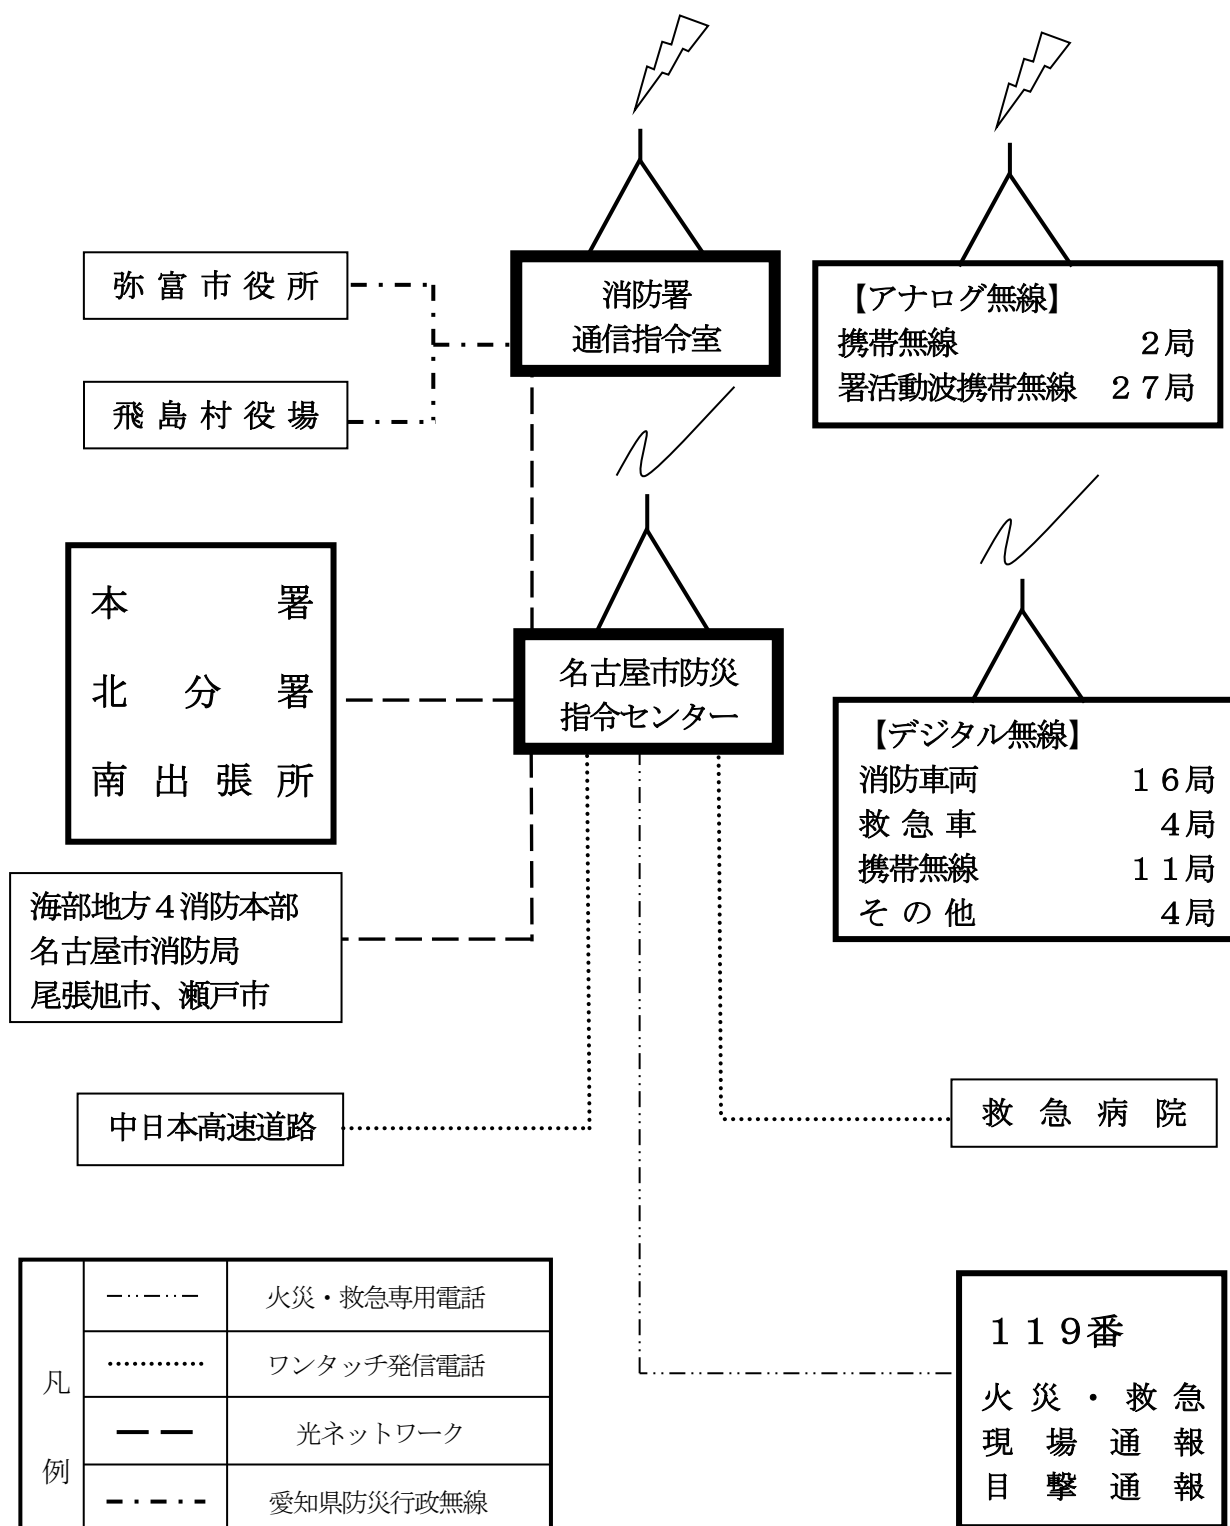 弥富市役所
飛島村役場
消防署
通信指令室
【アナログ無線】
携帯無線 2局
署活動波携帯無線 27局
本署
北分署
南出張所
名古屋市防災
指令センター
【デジタル無線】
消防車両 16局
救急車 4局
携帯無線 11局
その他 4局
海部地方4消防本部
名古屋市消防局
尾張旭市、瀬戸市
中日本高速道路
救急病院
凡例
火災・救急専用電話
ワンタッチ発信電話
光ネットワーク
愛知県防災行政無線
119番
火災・救急
現場通報
目撃通報